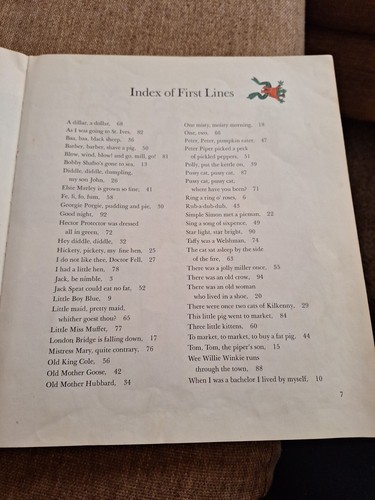 Index of First Lines
A dillar, a dollar, 69
As I was going to St. Ives, 82
Baa, baa, black sheep, 30
Barber, barber, shave a pig, 50
Blow, wind, blow! and go, mill, go! 81
Bobby Shafto's gone to sea, 13
Diddle, diddle, dumpling,
my son John, 26
Elsie Marley is grown so fine, 41
Fe, fi, fo, fum, 58
Georgie Porgie, pudding and pie, 36
Good night, 92
Hector Protector was dressed
all in green, 72
Hey diddle, diddle, 32
Hickety, pickety, my fine hen, 25
I do not like thee, Doctor Fell, 27
I had a little hen, 78
Jack, be nimble, 5
Jack Sprat could eat no fat, 52
Little Boy Blue, 9
Little maid, pretty maid,
whither goest thou? 65
Little Miss Muffet, 77
London Bridge is falling down, 17
Mistress Mary, quite contrary, 76
Old King Cole, 56
Old Mother Goose, 42
Old Mother Hubbard, 34
One misty, moisty morning, 18
One, two, 66
Peter, Peter, pumpkin eater, 47
Peter Piper picked a peck
of pickled peppers, 51
Polly, put the kettle on, 39
Pussy cat, pussy cat, 67
Pussy cat, pussy cat,
where have you been? 71
Ring a ring o' roses, 6
Rub-a-dub-dub, 43
Simple Simon met a pieman, 22
Sing a song of sixpence, 49
Star light, star bright, 90
Taffy was a Welshman, 74
The cat sat asleep by the side
of the fire, 63
There was a jolly miller once, 55
There was an old crow, 94
There was an old woman
who lived in a shoe, 20
There were once two cats of Kilkenny, 29
This little pig went to market, 84
Three little kittens, 60
To market, to market, to buy a fat pig, 44
Tom, Tom, the piper's son, 15
Wee Willie Winkie runs
through the town, 88
When I was a bachelor I lived by myself, 10
7